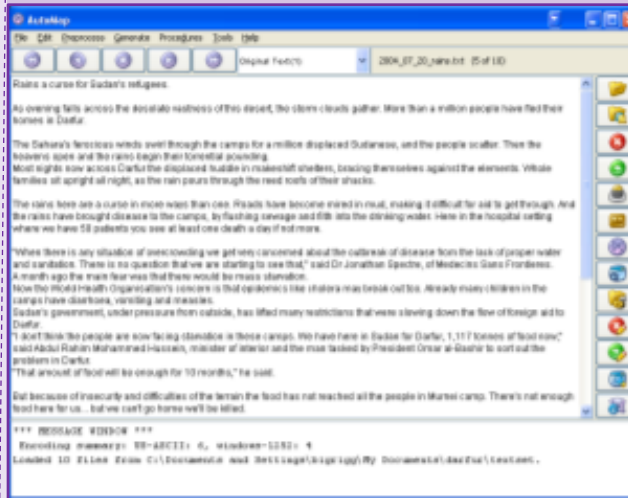 AutoMap
File Edit Preprocess Generate Procedures Tools Help
Original Text(s) 2004_07_20_rains.txt (5 of 10)
Rains a curse for Sudan's refugees.
As evening falls across the desolate vastness of this desert, the storm clouds gather. More than a million people have fled their
homes in Darfur.
The Sahara's ferocious winds swirl through the camps for a million displaced Sudanese, and the people scatter. Then the
heavens open and the rains begin their torrential pounding.
Most nights now across Darfur the displaced huddle in makeshift shelters, bracing themselves against the elements. Whole
families sit upright all night, as the rain pours through the reed roofs of their shacks.
The rains here are a curse in more ways than one. Roads have become mired in mud, making it difficult for aid to get through. And
the rains have brought disease to the camps, by flushing sewage and filth into the drinking water. Here in the hospital setting
where we have 58 patients you see at least one death a day if not more.
"When there is any situation of overcrowding we get very concerned about the outbreak of disease from the lack of proper water
and sanitation. There is no question that we are starting to see that," said Dr Jonathan Spectre, of Medecins Sans Frontieres.
A month ago the main fear was that there would be mass starvation.
Now the World Health Organisation's concern is that epidemics like cholera may break out too. Already many children in the
camps have diarrhoea, vomiting and measles.
Sudan's government, under pressure from outside, has lifted many restrictions that were slowing down the flow of foreign aid to
Darfur.
"I don't think the people are now facing starvation in these camps. We have here in Sudan for Darfur, 1,117 tonnes of food now,"
said Abdul Rahim Mohammed Hussein, minister of interior and the man tasked by President Omar al-Bashir to sort out the
problem in Darfur.
"That amount of food will be enough for 10 months," he said.
But because of insecurity and difficulties of the terrain the food has not reached all the people in Murnei camp. There's not enough
food here for us... but we can't go home we'll be killed.
*** MESSAGE WINDOW ***
Encoding summary: US-ASCII: 6, windows-1252: 4
Loaded 10 files from C:\Documents and Settings\bigrigg\My Documents\darfur\textset.